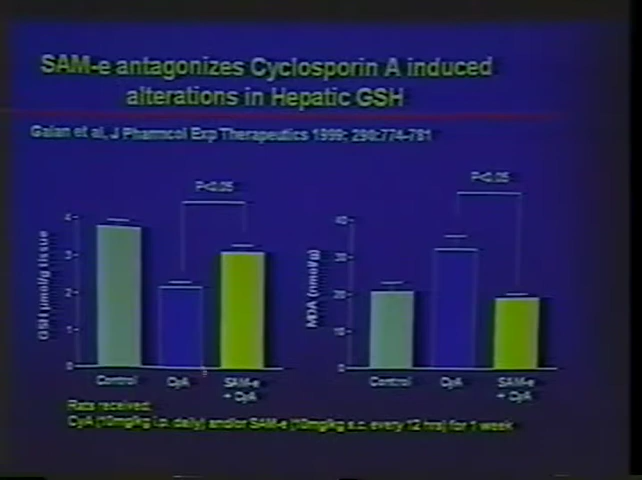 SAM-e antagonizes Cyclosporin A induced
alterations in Hepatic GSH
Galan et al, J Pharmcol Exp Therapeutics 1999; 290:774-781
P<0.05
P<0.05
GSH µmol/g tissue
4
3
2
1
0
Control
CyA
SAM-e
+ CyA
MDA (nmol/g)
40
30
20
10
0
Control
CyA
SAM-e
+ CyA
Rats received:
CyA (10mg/kg i.p. daily) and/or SAM-e (10mg/kg s.c. every 12 hrs) for 1 week